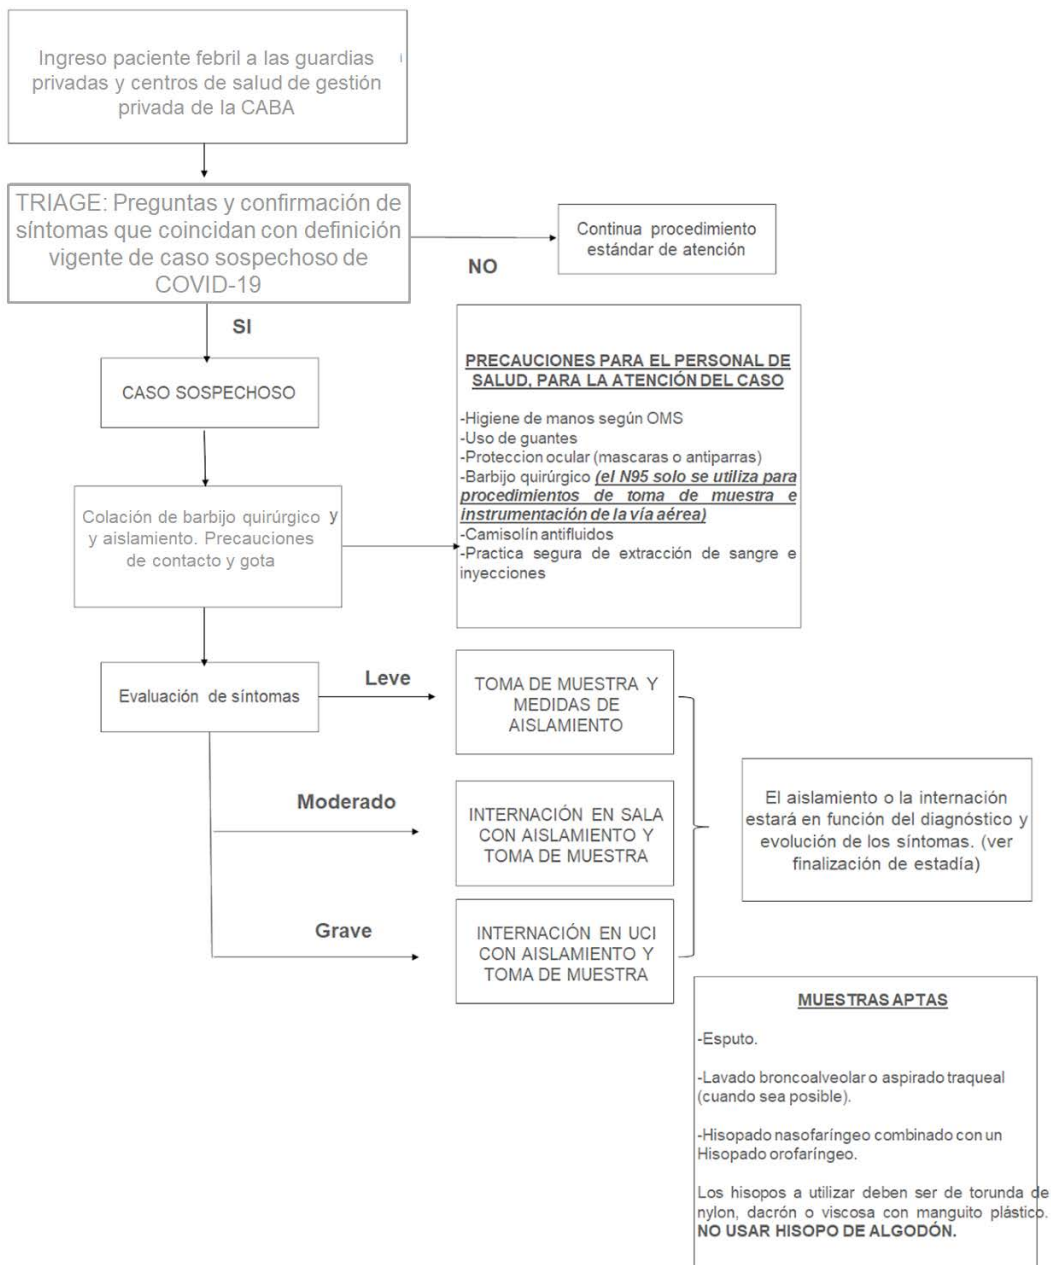 Ingreso paciente febril a las guardias
privadas y centros de salud de gestión
privada de la CABA
TRIAGE: Preguntas y confirmación de
síntomas que coincidan con definición
vigente de caso sospechoso de
COVID-19
NO
Continua procedimiento
estándar de atención
SI
CASO SOSPECHOSO
Colación de barbijo quirúrgico y
y aislamiento. Precauciones
de contacto y gota
PRECAUCIONES PARA EL PERSONAL DE
SALUD, PARA LA ATENCIÓN DEL CASO
-Higiene de manos según OMS
-Uso de guantes
-Proteccion ocular (mascaras o antiparras)
-Barbijo quirúrgico (el N95 solo se utiliza para
procedimientos de toma de muestra e
instrumentación de la vía aérea)
-Camisolín antifluidos
-Practica segura de extracción de sangre e
inyecciones
Evaluación de síntomas
Leve
TOMA DE MUESTRA Y
MEDIDAS DE
AISLAMIENTO
Moderado
INTERNACIÓN EN SALA
CON AISLAMIENTO Y
TOMA DE MUESTRA
Grave
INTERNACIÓN EN UCI
CON AISLAMIENTO Y
TOMA DE MUESTRA
El aislamiento o la internación
estará en función del diagnóstico y
evolución de los síntomas. (ver
finalización de estadía)
MUESTRAS APTAS
-Esputo.
-Lavado broncoalveolar o aspirado traqueal
(cuando sea posible).
-Hisopado nasofaríngeo combinado con un
Hisopado orofaríngeo.
Los hisopos a utilizar deben ser de torunda de
nylon, dacrón o viscosa con manguito plástico.
NO USAR HISOPO DE ALGODÓN.